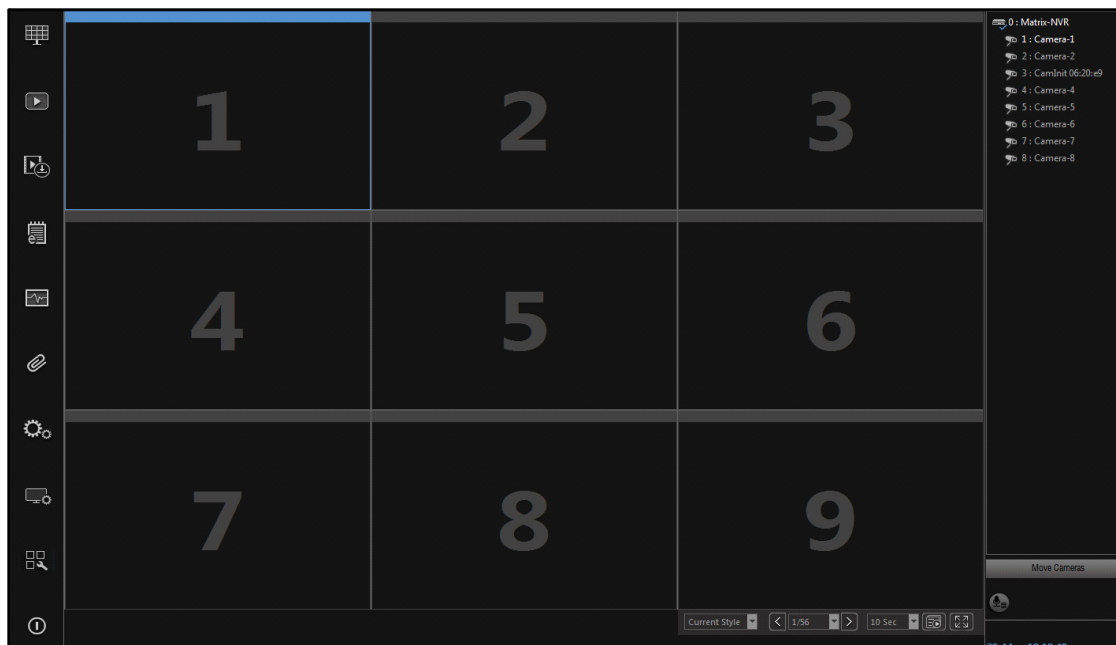 1
2
3
4
5
6
7
8
9
0 : Matrix-NVR
1 : Camera-1
2 : Camera-2
3 : CamInit 06:20:e9
4 : Camera-4
5 : Camera-5
6 : Camera-6
7 : Camera-7
8 : Camera-8
Move Cameras
Current Style
1/56
10 Sec